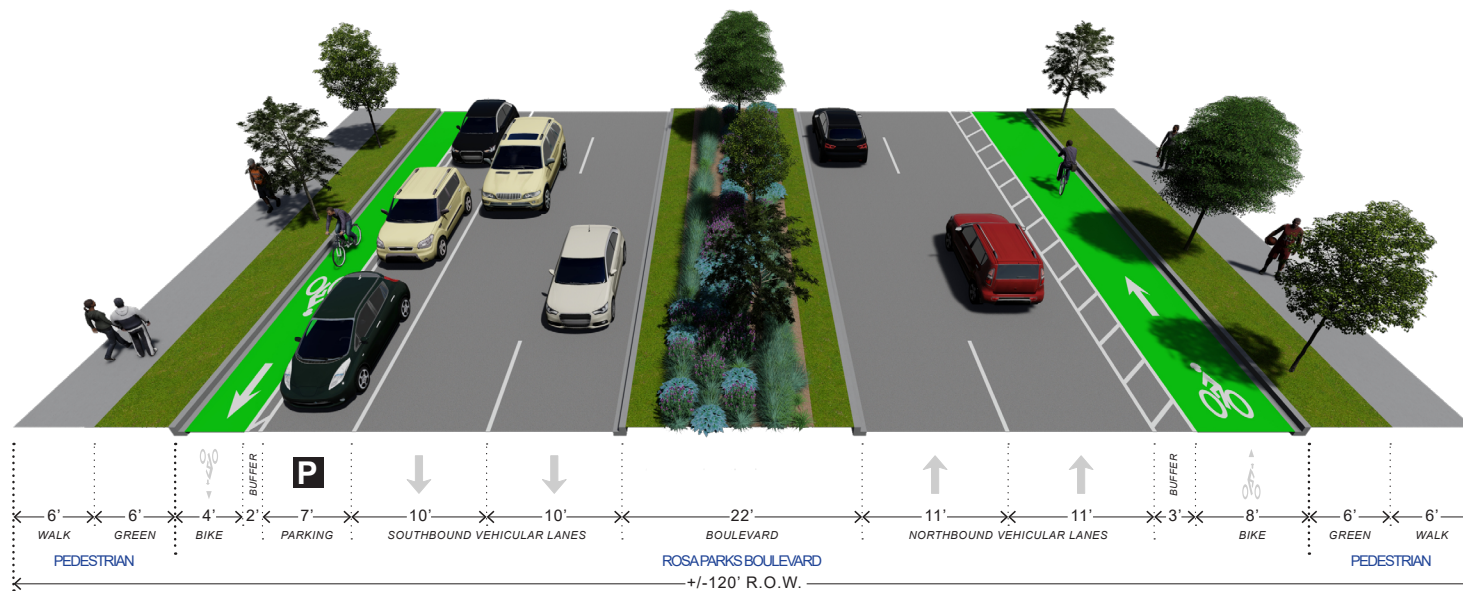 BUFFER
P
BUFFER
6' 6' 4' 2' 7' 10' 10' 22' 11' 11' 3' 8' 6' 6'
WALK GREEN BIKE PARKING SOUTHBOUND VEHICULAR LANES BOULEVARD NORTHBOUND VEHICULAR LANES BIKE GREEN WALK
PEDESTRIAN ROSA PARKS BOULEVARD PEDESTRIAN
+/-120' R.O.W.